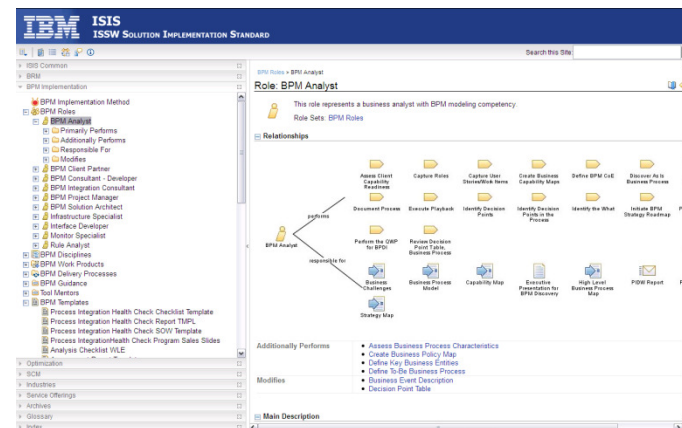 IBM
ISIS
ISSW SOLUTION IMPLEMENTATION STANDARD
Search this Site
ISIS Common
BRM
BPM Implementation
BPM Implementation Method
BPM Roles
BPM Analyst
Primarily Performs
Additionally Performs
Responsible For
Modifies
BPM Client Partner
BPM Consultant - Developer
BPM Integration Consultant
BPM Project Manager
BPM Solution Architect
Infrastructure Specialist
Interface Developer
Monitor Specialist
Rule Analyst
BPM Disciplines
BPM Work Products
BPM Delivery Processes
BPM Guidance
Tool Mentors
BPM Templates
Process Integration Health Check Checklist Template
Process Integration Health Check Report TMPL
Process Integration Health Check SOW Template
Process IntegrationHealth Check Program Sales Slides
Analysis Checklist WLE
Optimization
SCM
Industries
Service Offerings
Archives
Glossary
Index
BPM Roles » BPM Analyst
Role: BPM Analyst
This role represents a business analyst with BPM modeling competency.
Role Sets: BPM Roles
Relationships
Assess Client Capability Readiness
Capture Roles
Capture User Stories/Work Items
Create Business Capability Maps
Define BPM CoE
Discover As Is Business Process
performs
Document Process
Execute Playback
Identify Decision Points
Identify Decision Points in the Process
Identify the What
Initiate BPM Strategy Roadmap
BPM Analyst
Perform the OWP for BPDI
Review Decision Point Table, Business Process
responsible for
Business Challenges
Business Process Model
Capability Map
Executive Presentation for BPM Discovery
High Level Business Process Map
PIDW Report
Strategy Map
Additionally Performs
Assess Business Process Characteristics
Create Business Policy Map
Define Key Business Entities
Define To-Be Business Process
Modifies
Business Event Description
Decision Point Table
Main Description